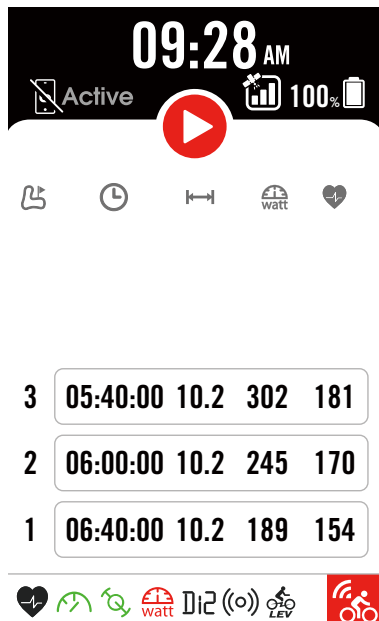 09:28 AM
Active 100%
watt
3 05:40:00 10.2 302 181
2 06:00:00 10.2 245 170
1 06:40:00 10.2 189 154
watt Di2 LEV